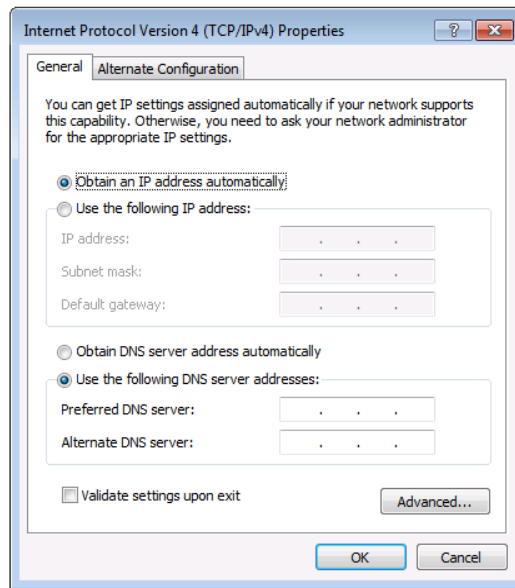 Internet Protocol Version 4 (TCP/IPv4) Properties
General
Alternate Configuration
You can get IP settings assigned automatically if your network supports
this capability. Otherwise, you need to ask your network administrator
for the appropriate IP settings.
Obtain an IP address automatically
Use the following IP address:
IP address:
Subnet mask:
Default gateway:
Obtain DNS server address automatically
Use the following DNS server addresses:
Preferred DNS server:
Alternate DNS server:
Validate settings upon exit
Advanced...
OK
Cancel